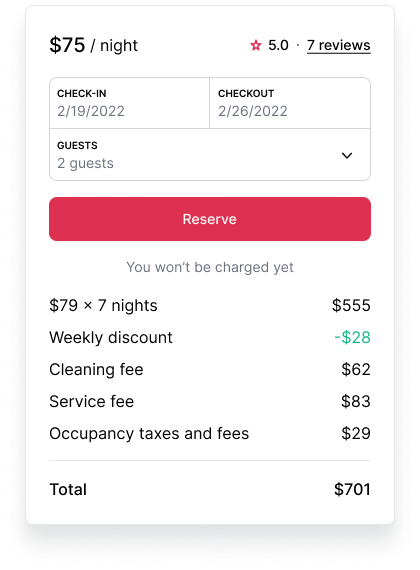 $75 / night ☆ 5.0 · 7 reviews
CHECK-IN CHECKOUT
2/19/2022 2/26/2022
GUESTS
2 guests
Reserve
You won’t be charged yet
$79 × 7 nights $555
Weekly discount -$28
Cleaning fee $62
Service fee $83
Occupancy taxes and fees $29
Total $701